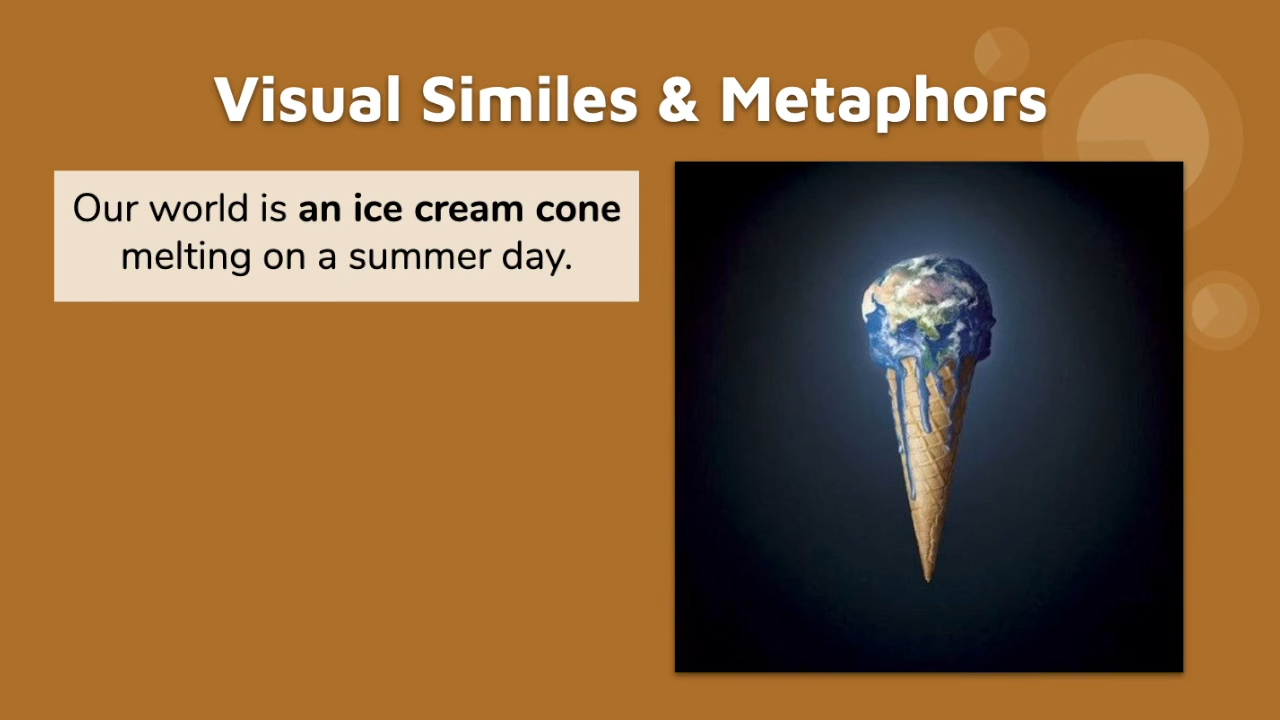 Visual Similes & Metaphors
Our world is an ice cream cone
melting on a summer day.